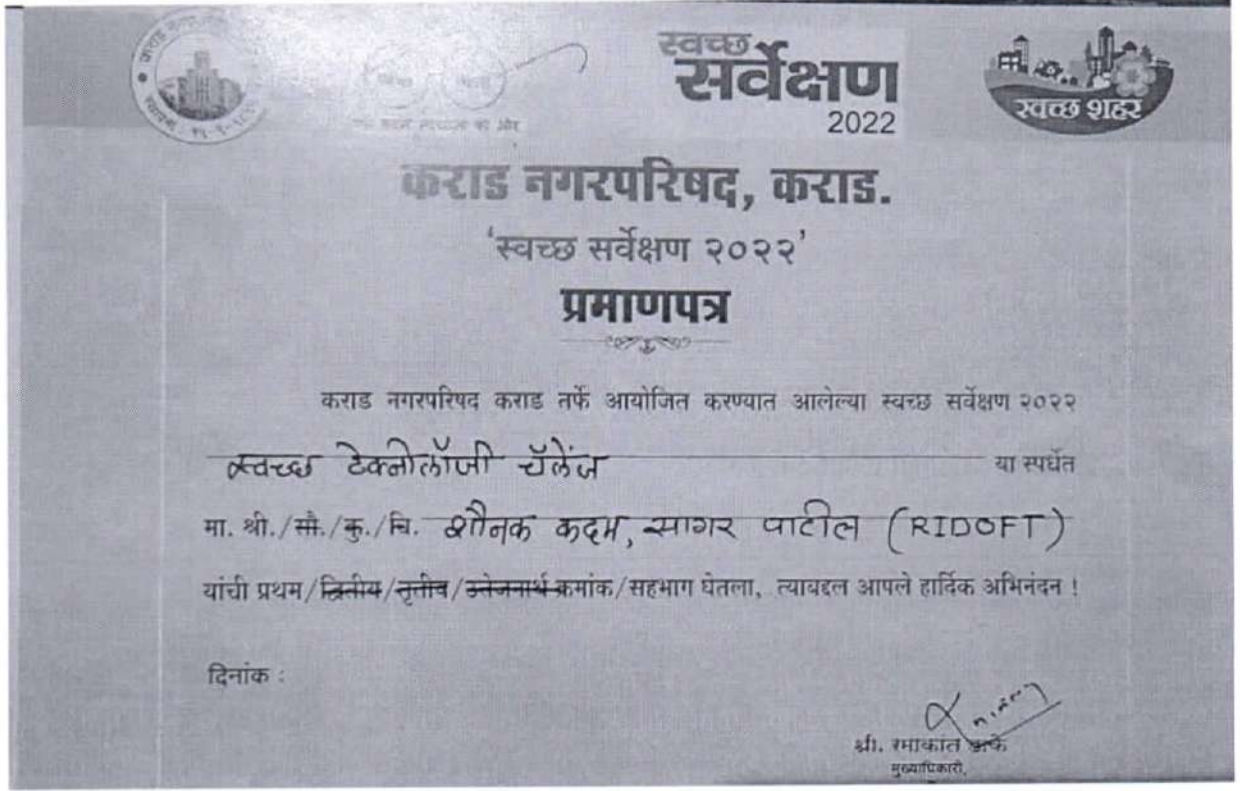 स्वच्छ
सर्वेक्षण
2022
स्वच्छ शहर
कराड नगरपरिषद, कराड.
'स्वच्छ सर्वेक्षण २०२२'
प्रमाणपत्र
कराड नगरपरिषद कराड तर्फे आयोजित करण्यात आलेल्या स्वच्छ सर्वेक्षण २०२२
स्वच्छ टेक्नोलॉजी चॅलेंज या स्पर्धेत
मा. श्री./सौ./कु./चि. शौनक कदम, सागर पाटील (RIDOFT)
यांची प्रथम/द्वितीय/तृतीय/उत्तेजनार्थ क्रमांक/सहभाग घेतला, त्याबद्दल आपले हार्दिक अभिनंदन !
दिनांक :
श्री. रमाकांत डाके
मुख्याधिकारी,